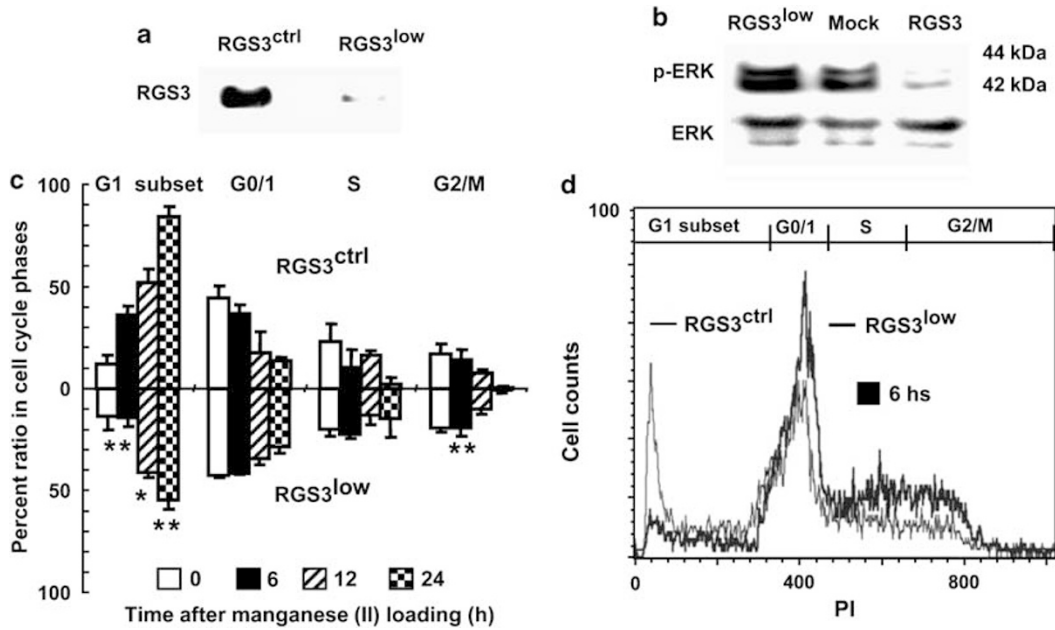 a
RGS3ctrl RGS3low
RGS3
b
RGS3low Mock RGS3
p-ERK
44 kDa
42 kDa
ERK
c
100
G1 subset G0/1 S G2/M
50
0
50
100
Percent ratio in cell cycle phases
RGS3ctrl
RGS3low
**
*
**
**
0 6 12 24
Time after manganese (II) loading (h)
d
100
G1 subset G0/1 S G2/M
RGS3ctrl RGS3low
6 hs
Cell counts
0 400 800
PI